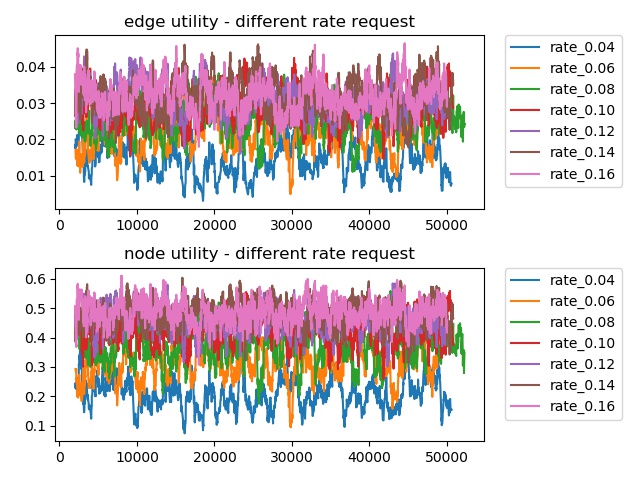 edge utility - different rate request
0.04
0.03
0.02
0.01
0
10000
20000
30000
40000
50000
rate_0.04
rate_0.06
rate_0.08
rate_0.10
rate_0.12
rate_0.14
rate_0.16
node utility - different rate request
0.6
0.5
0.4
0.3
0.2
0.1
0
10000
20000
30000
40000
50000
rate_0.04
rate_0.06
rate_0.08
rate_0.10
rate_0.12
rate_0.14
rate_0.16